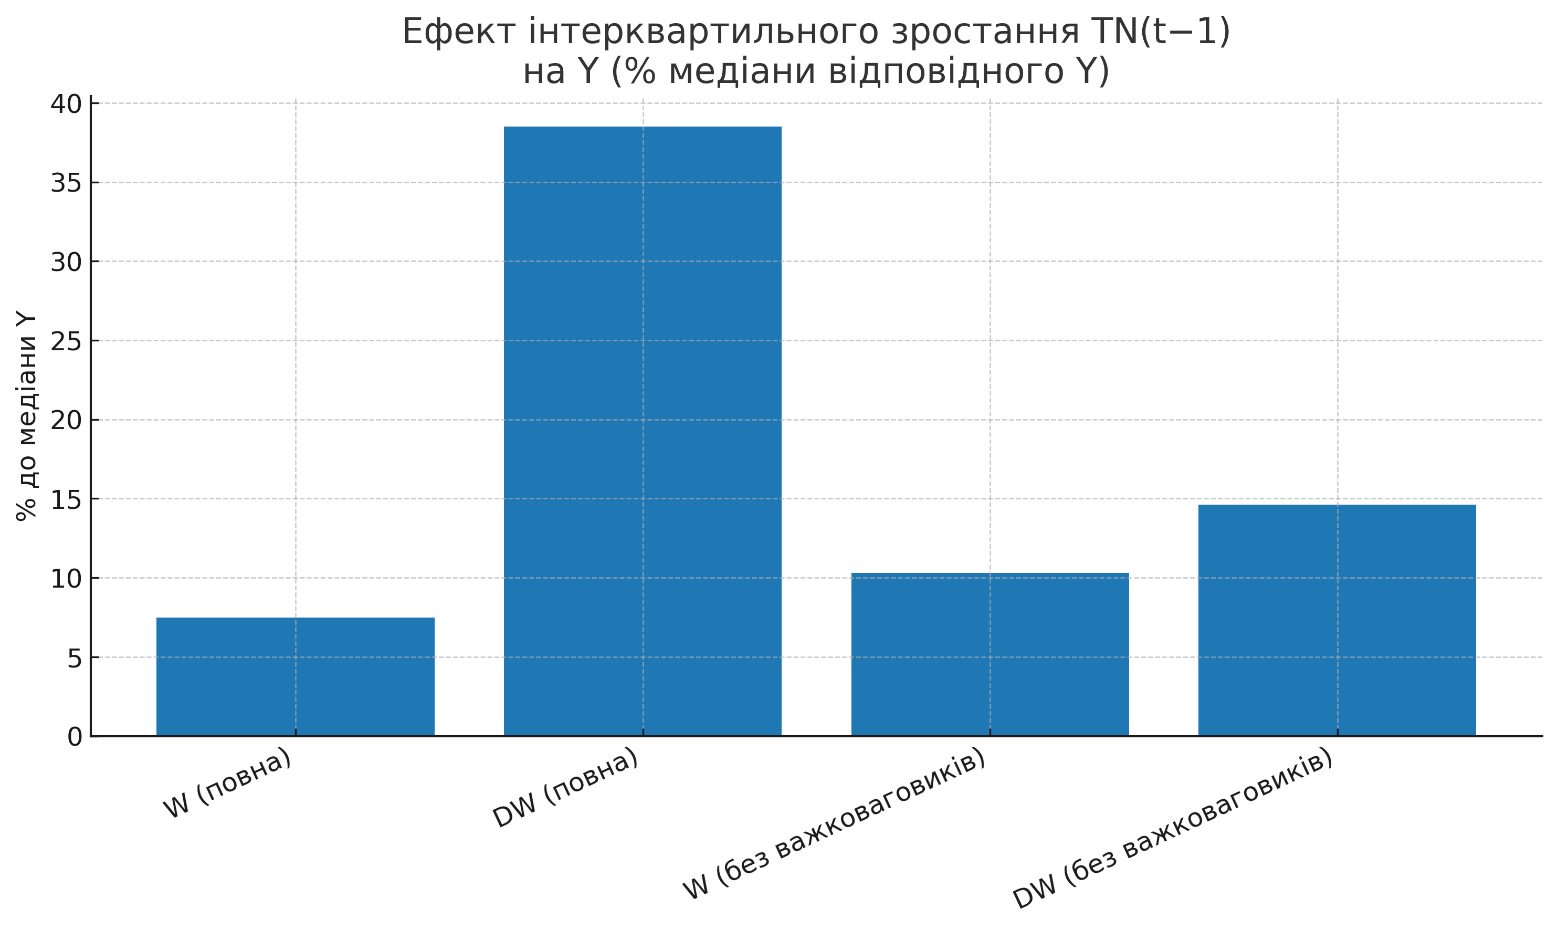 Ефект інтерквартильного зростання TN(t−1)
на Y (% медіани відповідного Y)
% до медіани Y
40
35
30
25
20
15
10
5
0
W (повна)
DW (повна)
W (без важковаговиків)
DW (без важковаговиків)